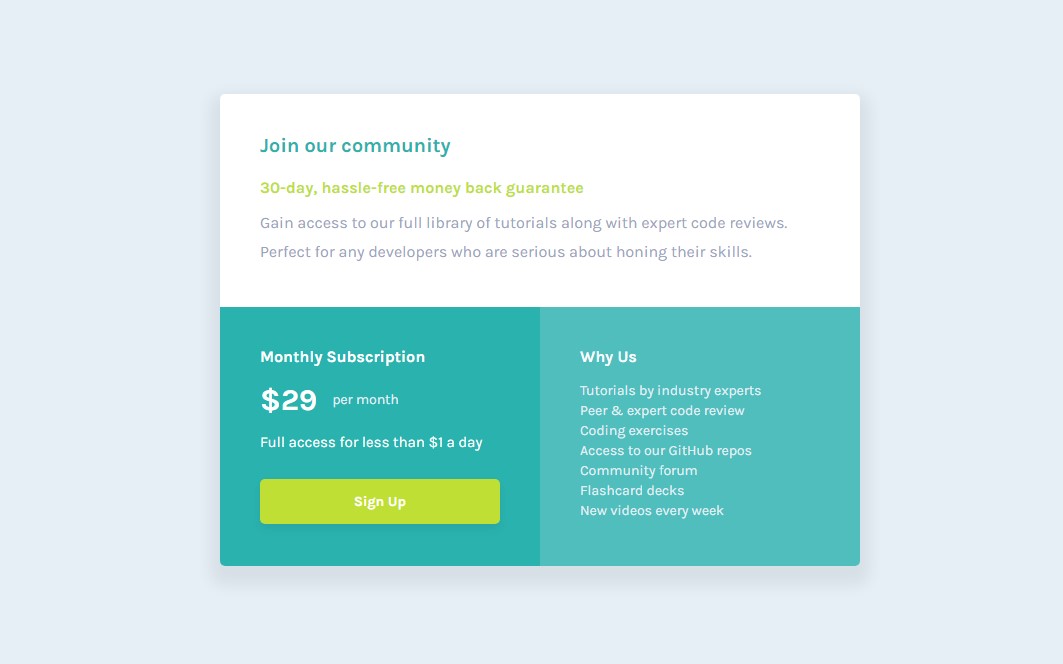 Join our community
30-day, hassle-free money back guarantee
Gain access to our full library of tutorials along with expert code reviews.
Perfect for any developers who are serious about honing their skills.
Monthly Subscription
$29 per month
Full access for less than $1 a day
Sign Up
Why Us
Tutorials by industry experts
Peer & expert code review
Coding exercises
Access to our GitHub repos
Community forum
Flashcard decks
New videos every week